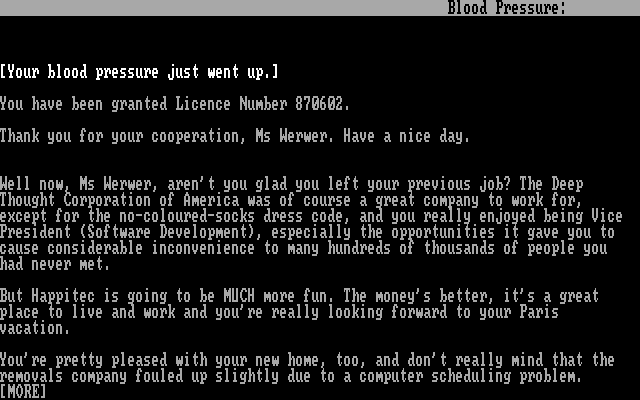 Blood Pressure:
[Your blood pressure just went up.]
You have been granted Licence Number 870602.
Thank you for your cooperation, Ms Werwer. Have a nice day.
Well now, Ms Werwer, aren't you glad you left your previous job? The Deep
Thought Corporation of America was of course a great company to work for,
except for the no-coloured-socks dress code, and you really enjoyed being Vice
President (Software Development), especially the opportunities it gave you to
cause considerable inconvenience to many hundreds of thousands of people you
had never met.
But Happitec is going to be MUCH more fun. The money's better, it's a great
place to live and work and you're really looking forward to your Paris
vacation.
You're pretty pleased with your new home, too, and don't really mind that the
removals company fouled up slightly due to a computer scheduling problem.
[MORE]